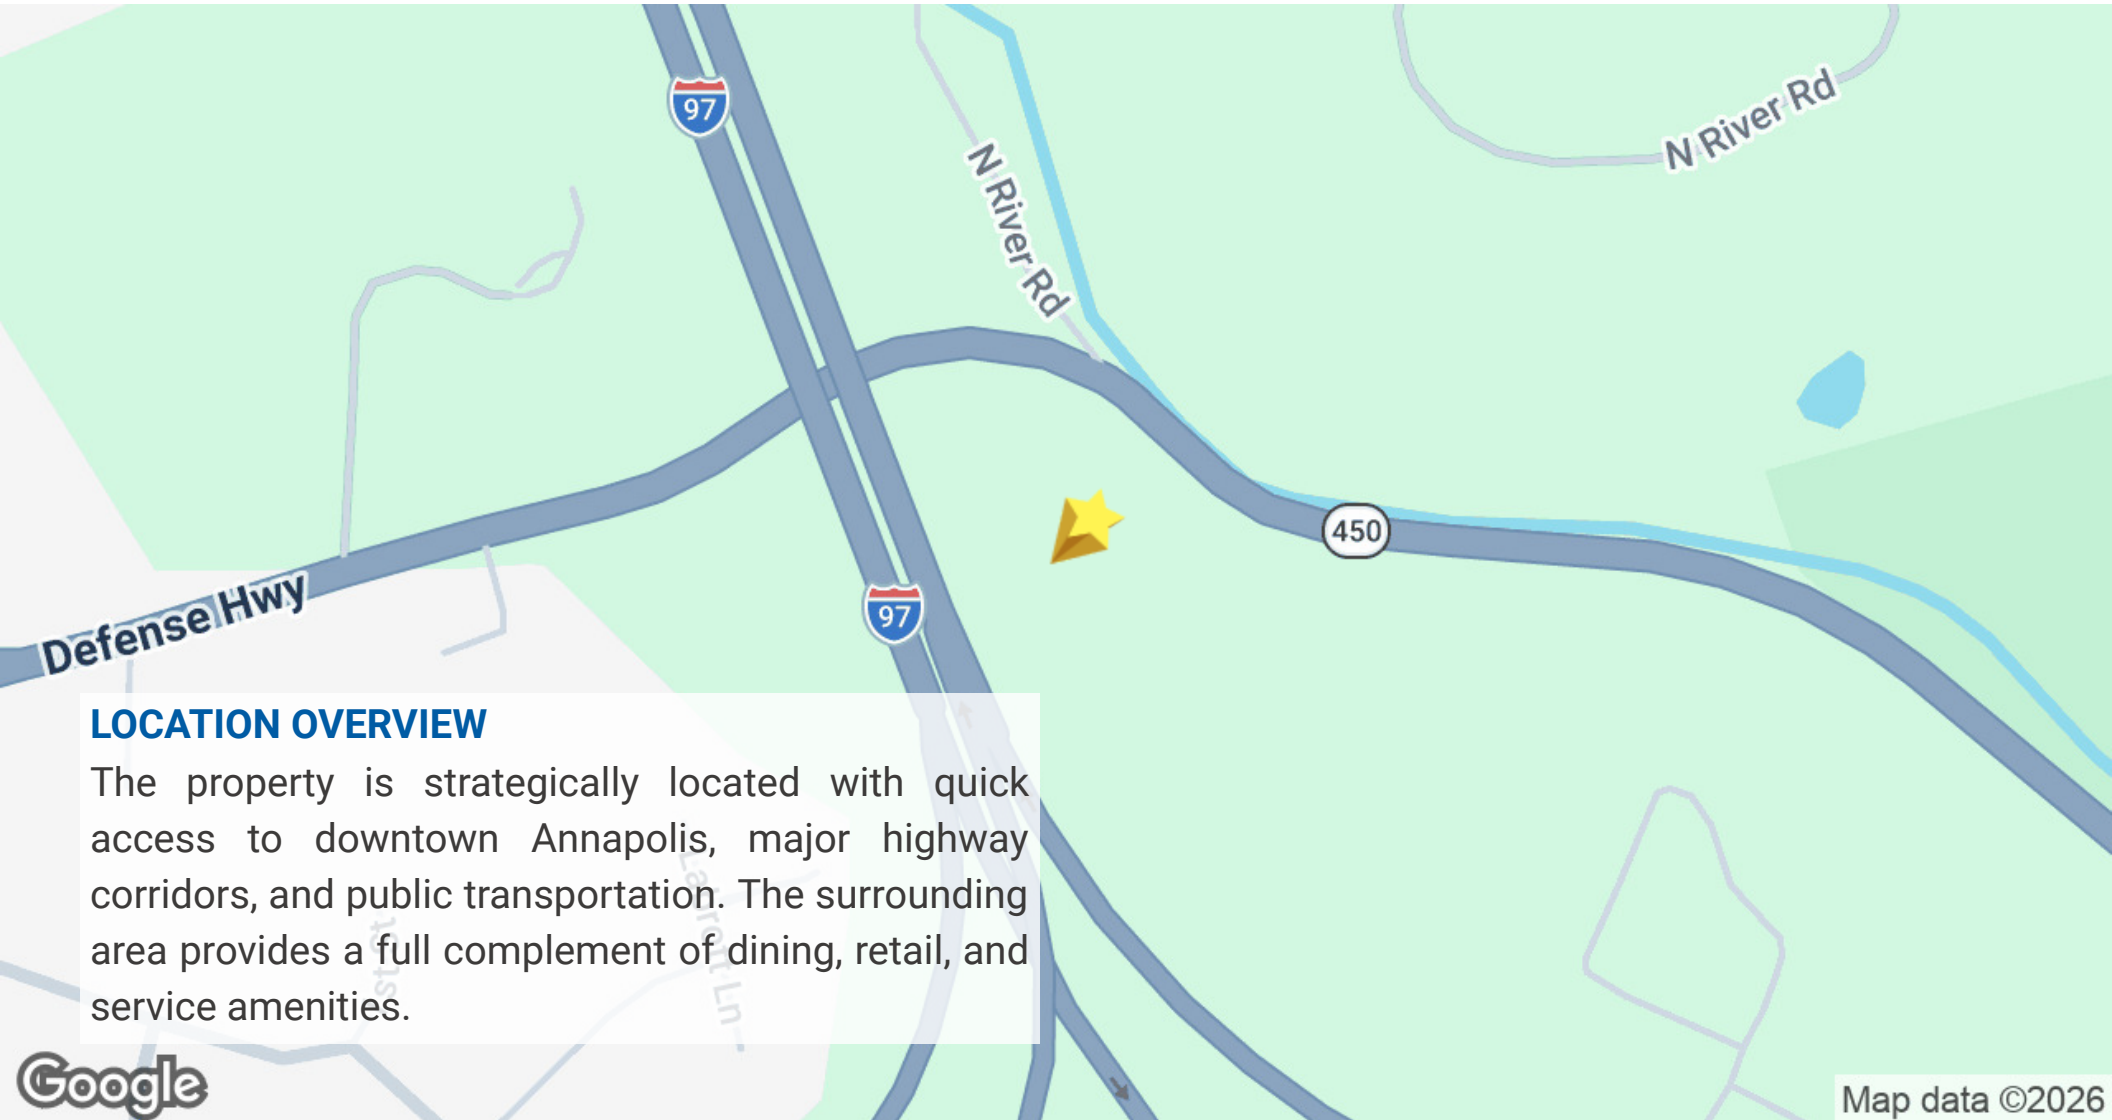 97
N River Rd
N River Rd
450
97
Defense Hwy
LOCATION OVERVIEW
The property is strategically located with quick
access to downtown Annapolis, major highway
corridors, and public transportation. The surrounding
area provides a full complement of dining, retail, and
service amenities.
Ln
Google
Map data ©2026